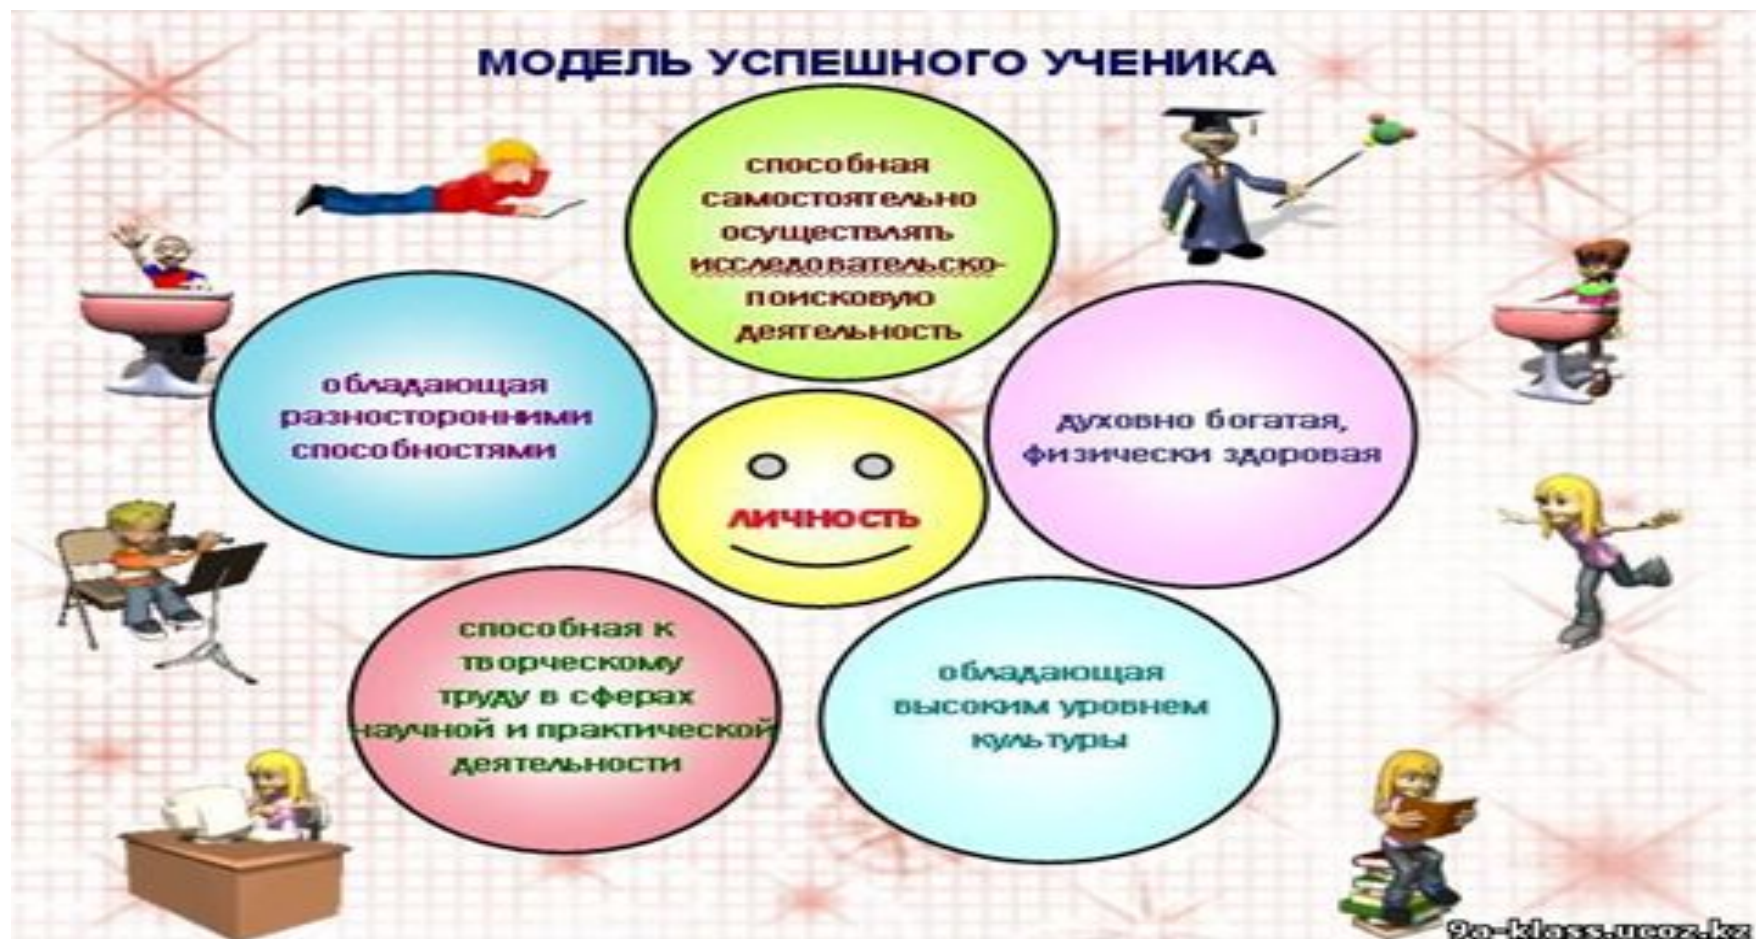 МОДЕЛЬ УСПЕШНОГО УЧЕНИКА
способная
самостоятельно
осуществлять
исследовательско-
поисковую
деятельность
обладающая
разносторонними
способностями
духовно богатая,
физически здоровая
ЛИЧНОСТЬ
способная к
творческому
труду в сферах
научной и практической
деятельности
обладающая
высоким уровнем
культуры
9a-klass.ucoz.kz